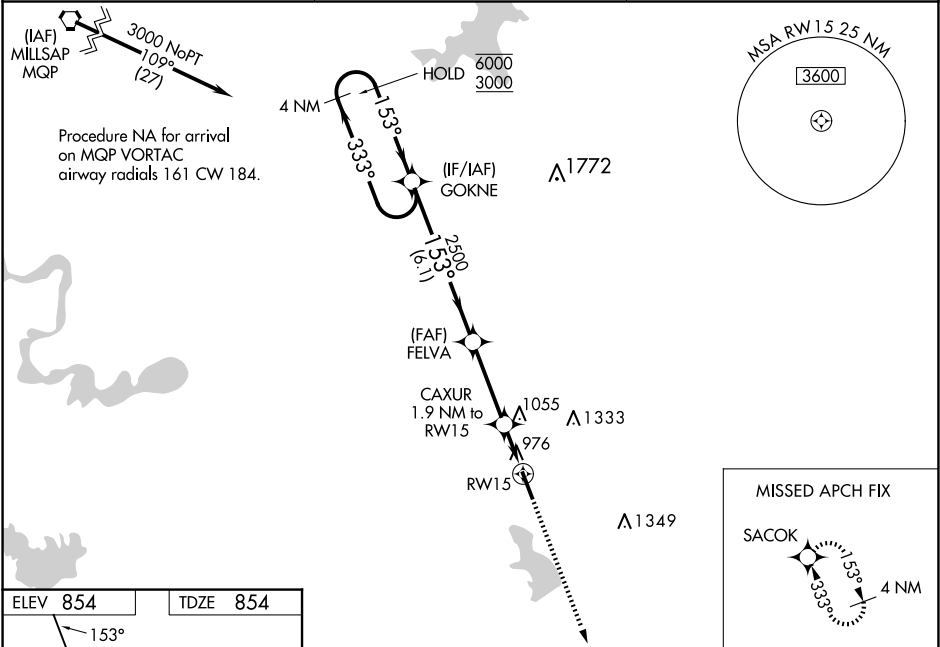 (IAF)
MILLSAP
MQP
3000 NoPT
109°
(27)
Procedure NA for arrival
on MQP VORTAC
airway radials 161 CW 184.
4 NM
HOLD
6000
3000
153°
333°
(IF/IAF)
GOKNE
1772
MSA RW15 25 NM
3600
2500
153°
(6.1)
(FAF)
FELVA
CAXUR
1.9 NM to
RW15
1055
1333
976
RW15
1349
MISSED APCH FIX
SACOK
153°
333°
4 NM
ELEV 854
TDZE 854
153°